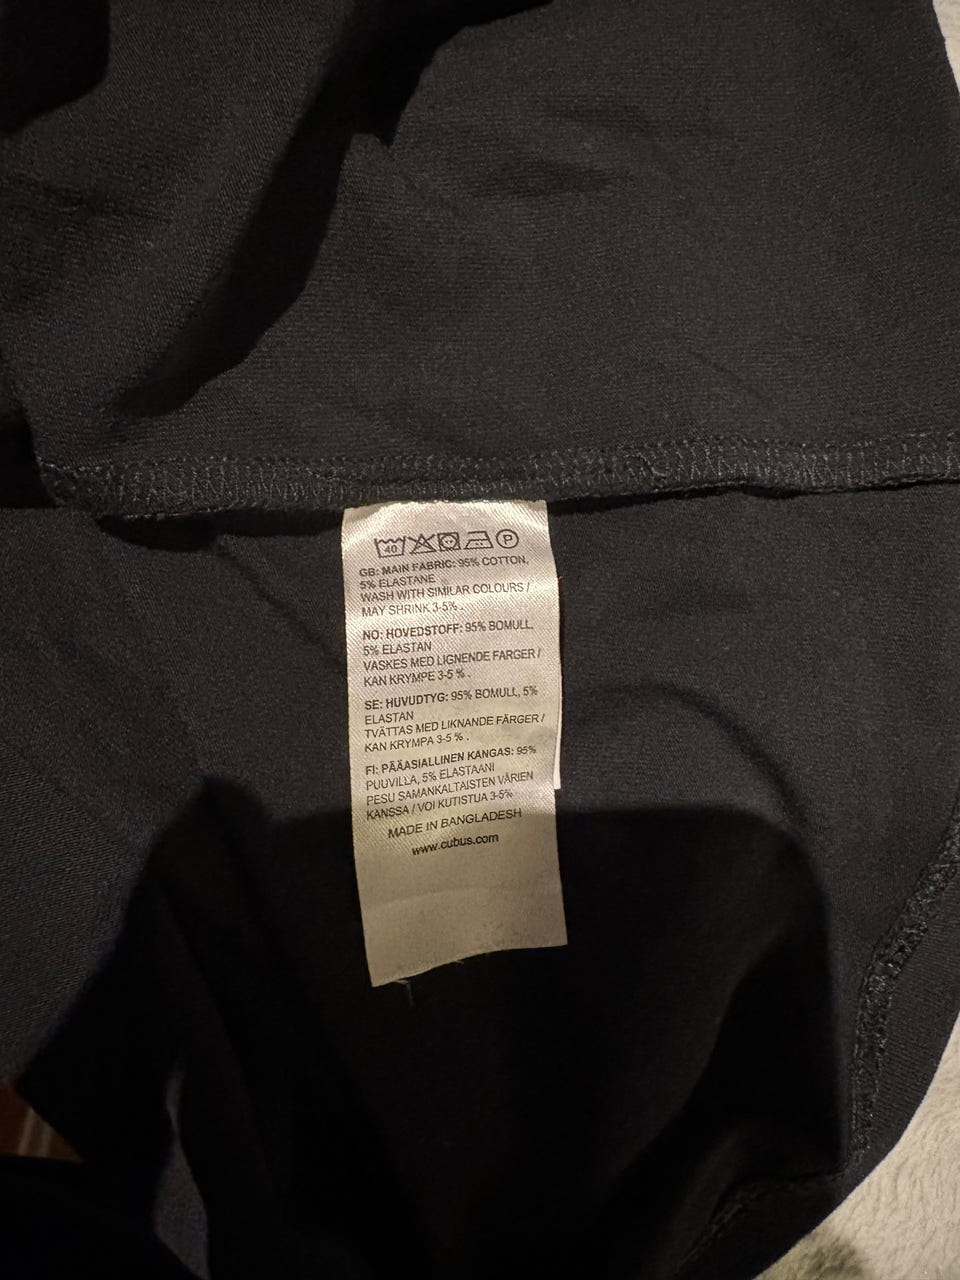 40 P
GB: MAIN FABRIC: 95% COTTON,
5% ELASTANE
WASH WITH SIMILAR COLOURS /
MAY SHRINK 3-5% .
NO: HOVEDSTOFF: 95% BOMULL,
5% ELASTAN
VASKES MED LIGNENDE FARGER /
KAN KRYMPE 3-5 % .
SE: HUVUDTYG: 95% BOMULL, 5%
ELASTAN
TVÄTTAS MED LIKNANDE FÄRGER /
KAN KRYMPA 3-5 % .
FI: PÄÄASIALLINEN KANGAS: 95%
PUUVILLA, 5% ELASTAANI
PESU SAMANKALTAISTEN VÄRIEN
KANSSA / VOI KUTISTUA 3-5%
MADE IN BANGLADESH
www.cubus.com